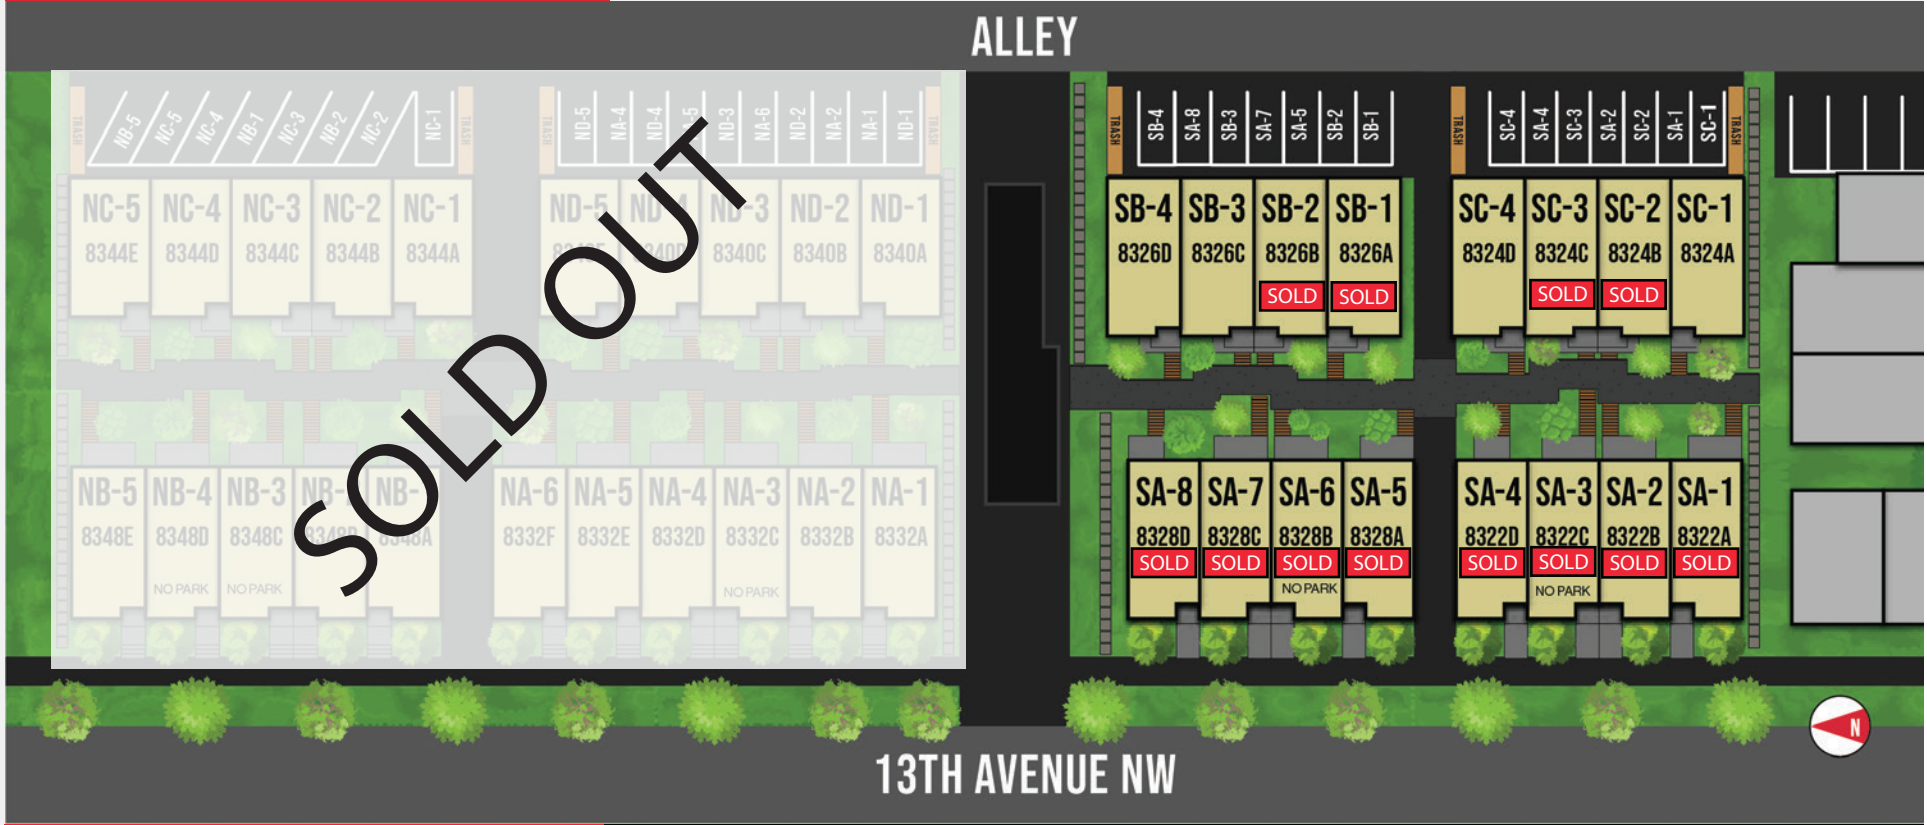 ALLEY
TRASH NB-5 NC-5 NC-4 NB-1 NC-3 NB-2 NC-2 NC-1 TRASH
TRASH ND-5 NA-4 ND-4 ND-3 NA-6 ND-2 NA-2 NA-1 ND-1 TRASH
TRASH SB-4 SA-8 SB-3 SA-7 SA-5 SB-2 SB-1
TRASH SC-4 SA-4 SC-3 SA-2 SC-2 SA-1 SC-1 TRASH
NC-5 NC-4 NC-3 NC-2 NC-1
8344E 8344D 8344C 8344B 8344A
ND-5 ND-3 ND-2 ND-1
8340C 8340B 8340A
SB-4 SB-3 SB-2 SB-1
8326D 8326C 8326B 8326A
SOLD SOLD
SC-4 SC-3 SC-2 SC-1
8324D 8324C 8324B 8324A
SOLD SOLD
SOLD OUT
NB-5 NB-4 NB-3
8348E 8348D 8348C
NO PARK NO PARK
NA-6 NA-5 NA-4 NA-3 NA-2 NA-1
8332F 8332E 8332D 8332C 8332B 8332A
NO PARK
SA-8 SA-7 SA-6 SA-5
8328D 8328C 8328B 8328A
SOLD SOLD SOLD SOLD
NO PARK
SA-4 SA-3 SA-2 SA-1
8322D 8322C 8322B 8322A
SOLD SOLD SOLD SOLD
NO PARK
N
13TH AVENUE NW